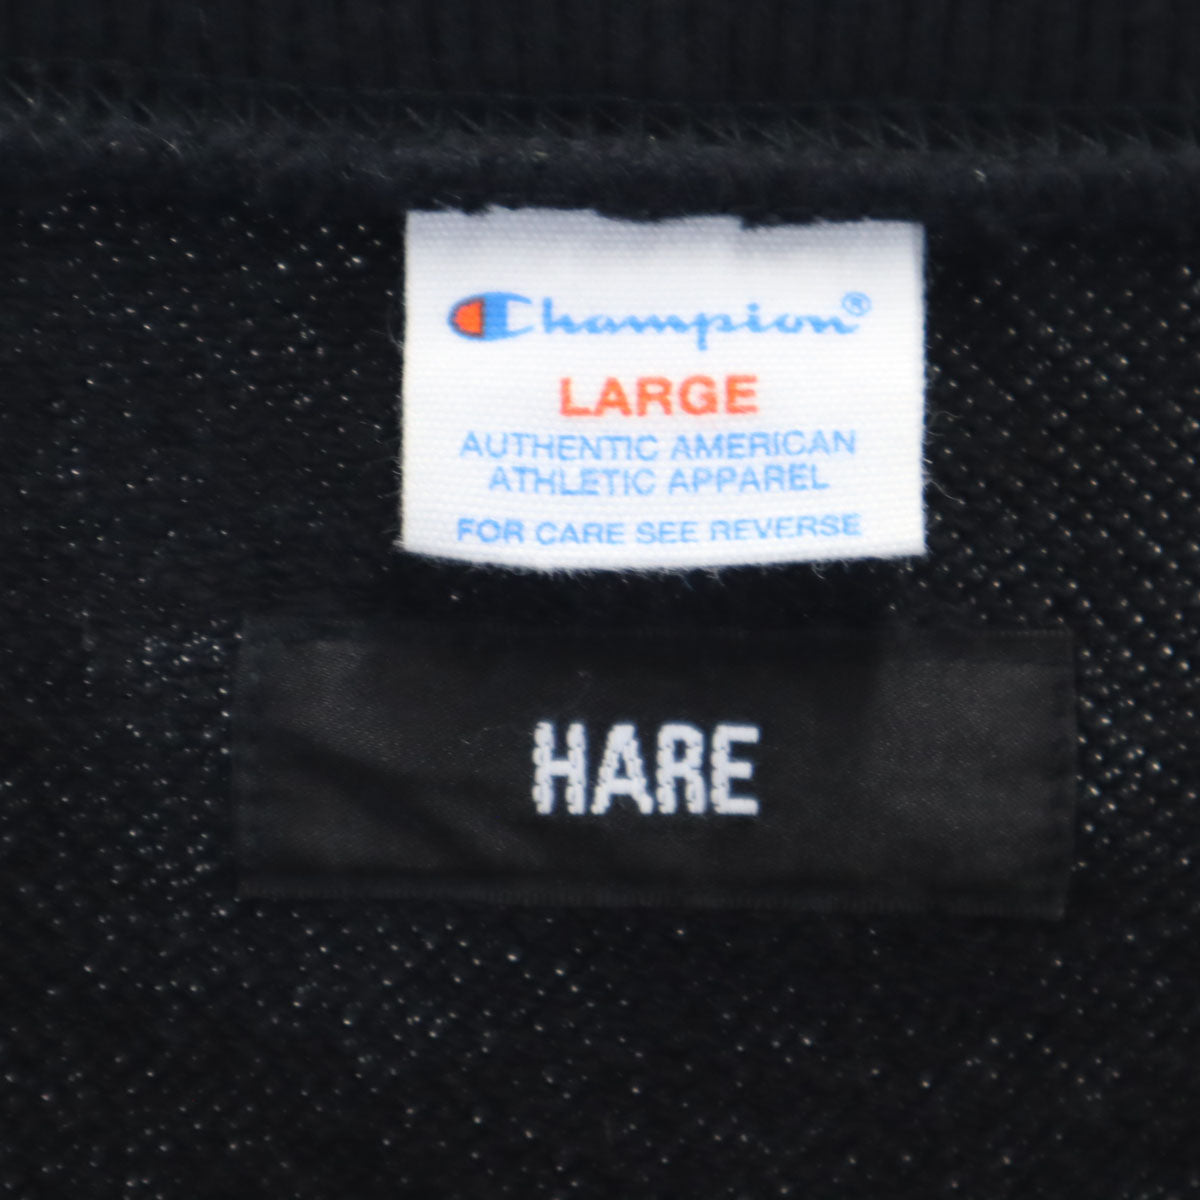 Champion®
LARGE
AUTHENTIC AMERICAN
ATHLETIC APPAREL
FOR CARE SEE REVERSE
HARE